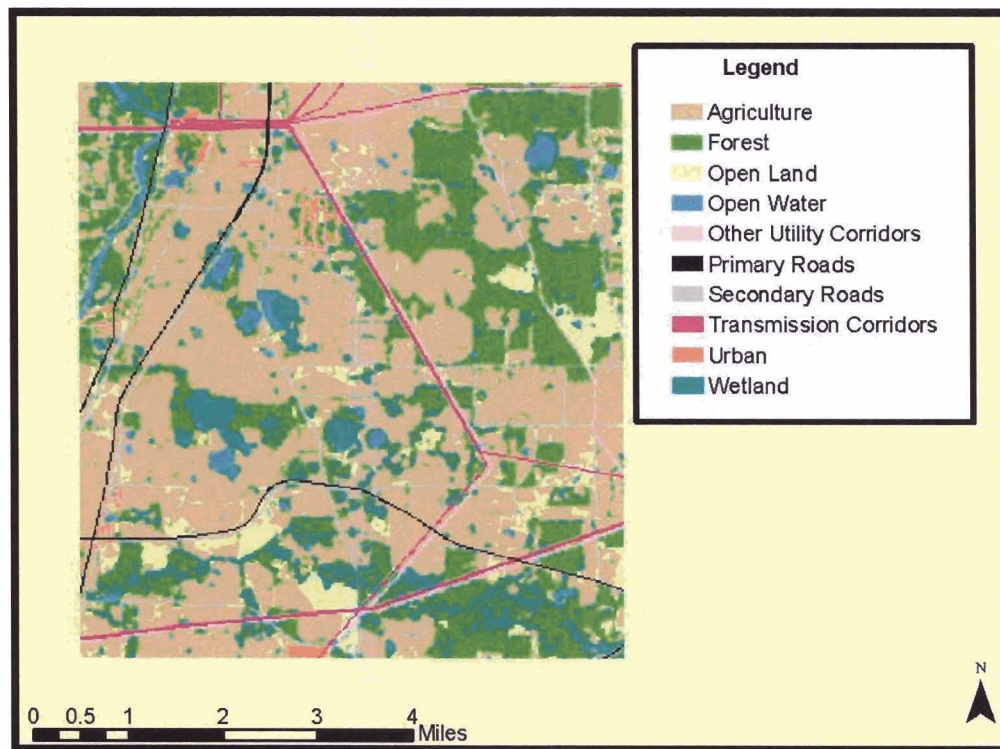 Legend
Agriculture
Forest
Open Land
Open Water
Other Utility Corridors
Primary Roads
Secondary Roads
Transmission Corridors
Urban
Wetland
N
0 0.5 1 2 3 4
Miles